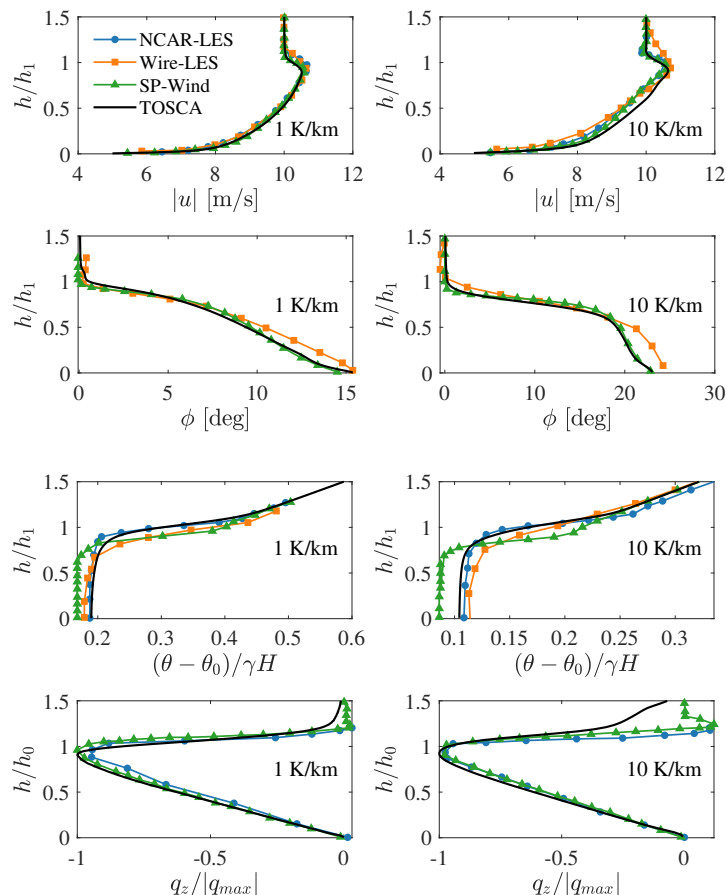 1.5
1
0.5
0
h/h₁
NCAR-LES
Wire-LES
SP-Wind
TOSCA
1 K/km
4 6 8 10 12
|u| [m/s]
1.5
1
0.5
0
h/h₁
10 K/km
4 6 8 10 12
|u| [m/s]
1.5
1
0.5
0
h/h₁
1 K/km
0 5 10 15
ϕ [deg]
1.5
1
0.5
0
h/h₁
10 K/km
0 10 20 30
ϕ [deg]
1.5
1
0.5
0
h/h₁
1 K/km
0.2 0.3 0.4 0.5 0.6
(θ − θ₀)/γH
1.5
1
0.5
0
h/h₁
10 K/km
0.1 0.15 0.2 0.25 0.3
(θ − θ₀)/γH
1.5
1
0.5
0
h/h₀
1 K/km
-1 -0.5 0
q_z/|q_max|
1.5
1
0.5
0
h/h₀
10 K/km
-1 -0.5 0
q_z/|q_max|